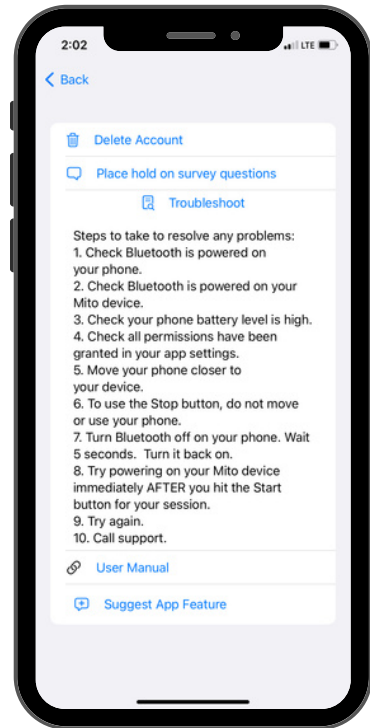 2:02
LTE
Back
Delete Account
Place hold on survey questions
Troubleshoot
Steps to take to resolve any problems:
1. Check Bluetooth is powered on
your phone.
2. Check Bluetooth is powered on your
Mito device.
3. Check your phone battery level is high.
4. Check all permissions have been
granted in your app settings.
5. Move your phone closer to
your device.
6. To use the Stop button, do not move
or use your phone.
7. Turn Bluetooth off on your phone. Wait
5 seconds.  Turn it back on.
8. Try powering on your Mito device
immediately AFTER you hit the Start
button for your session.
9. Try again.
10. Call support.
User Manual
Suggest App Feature